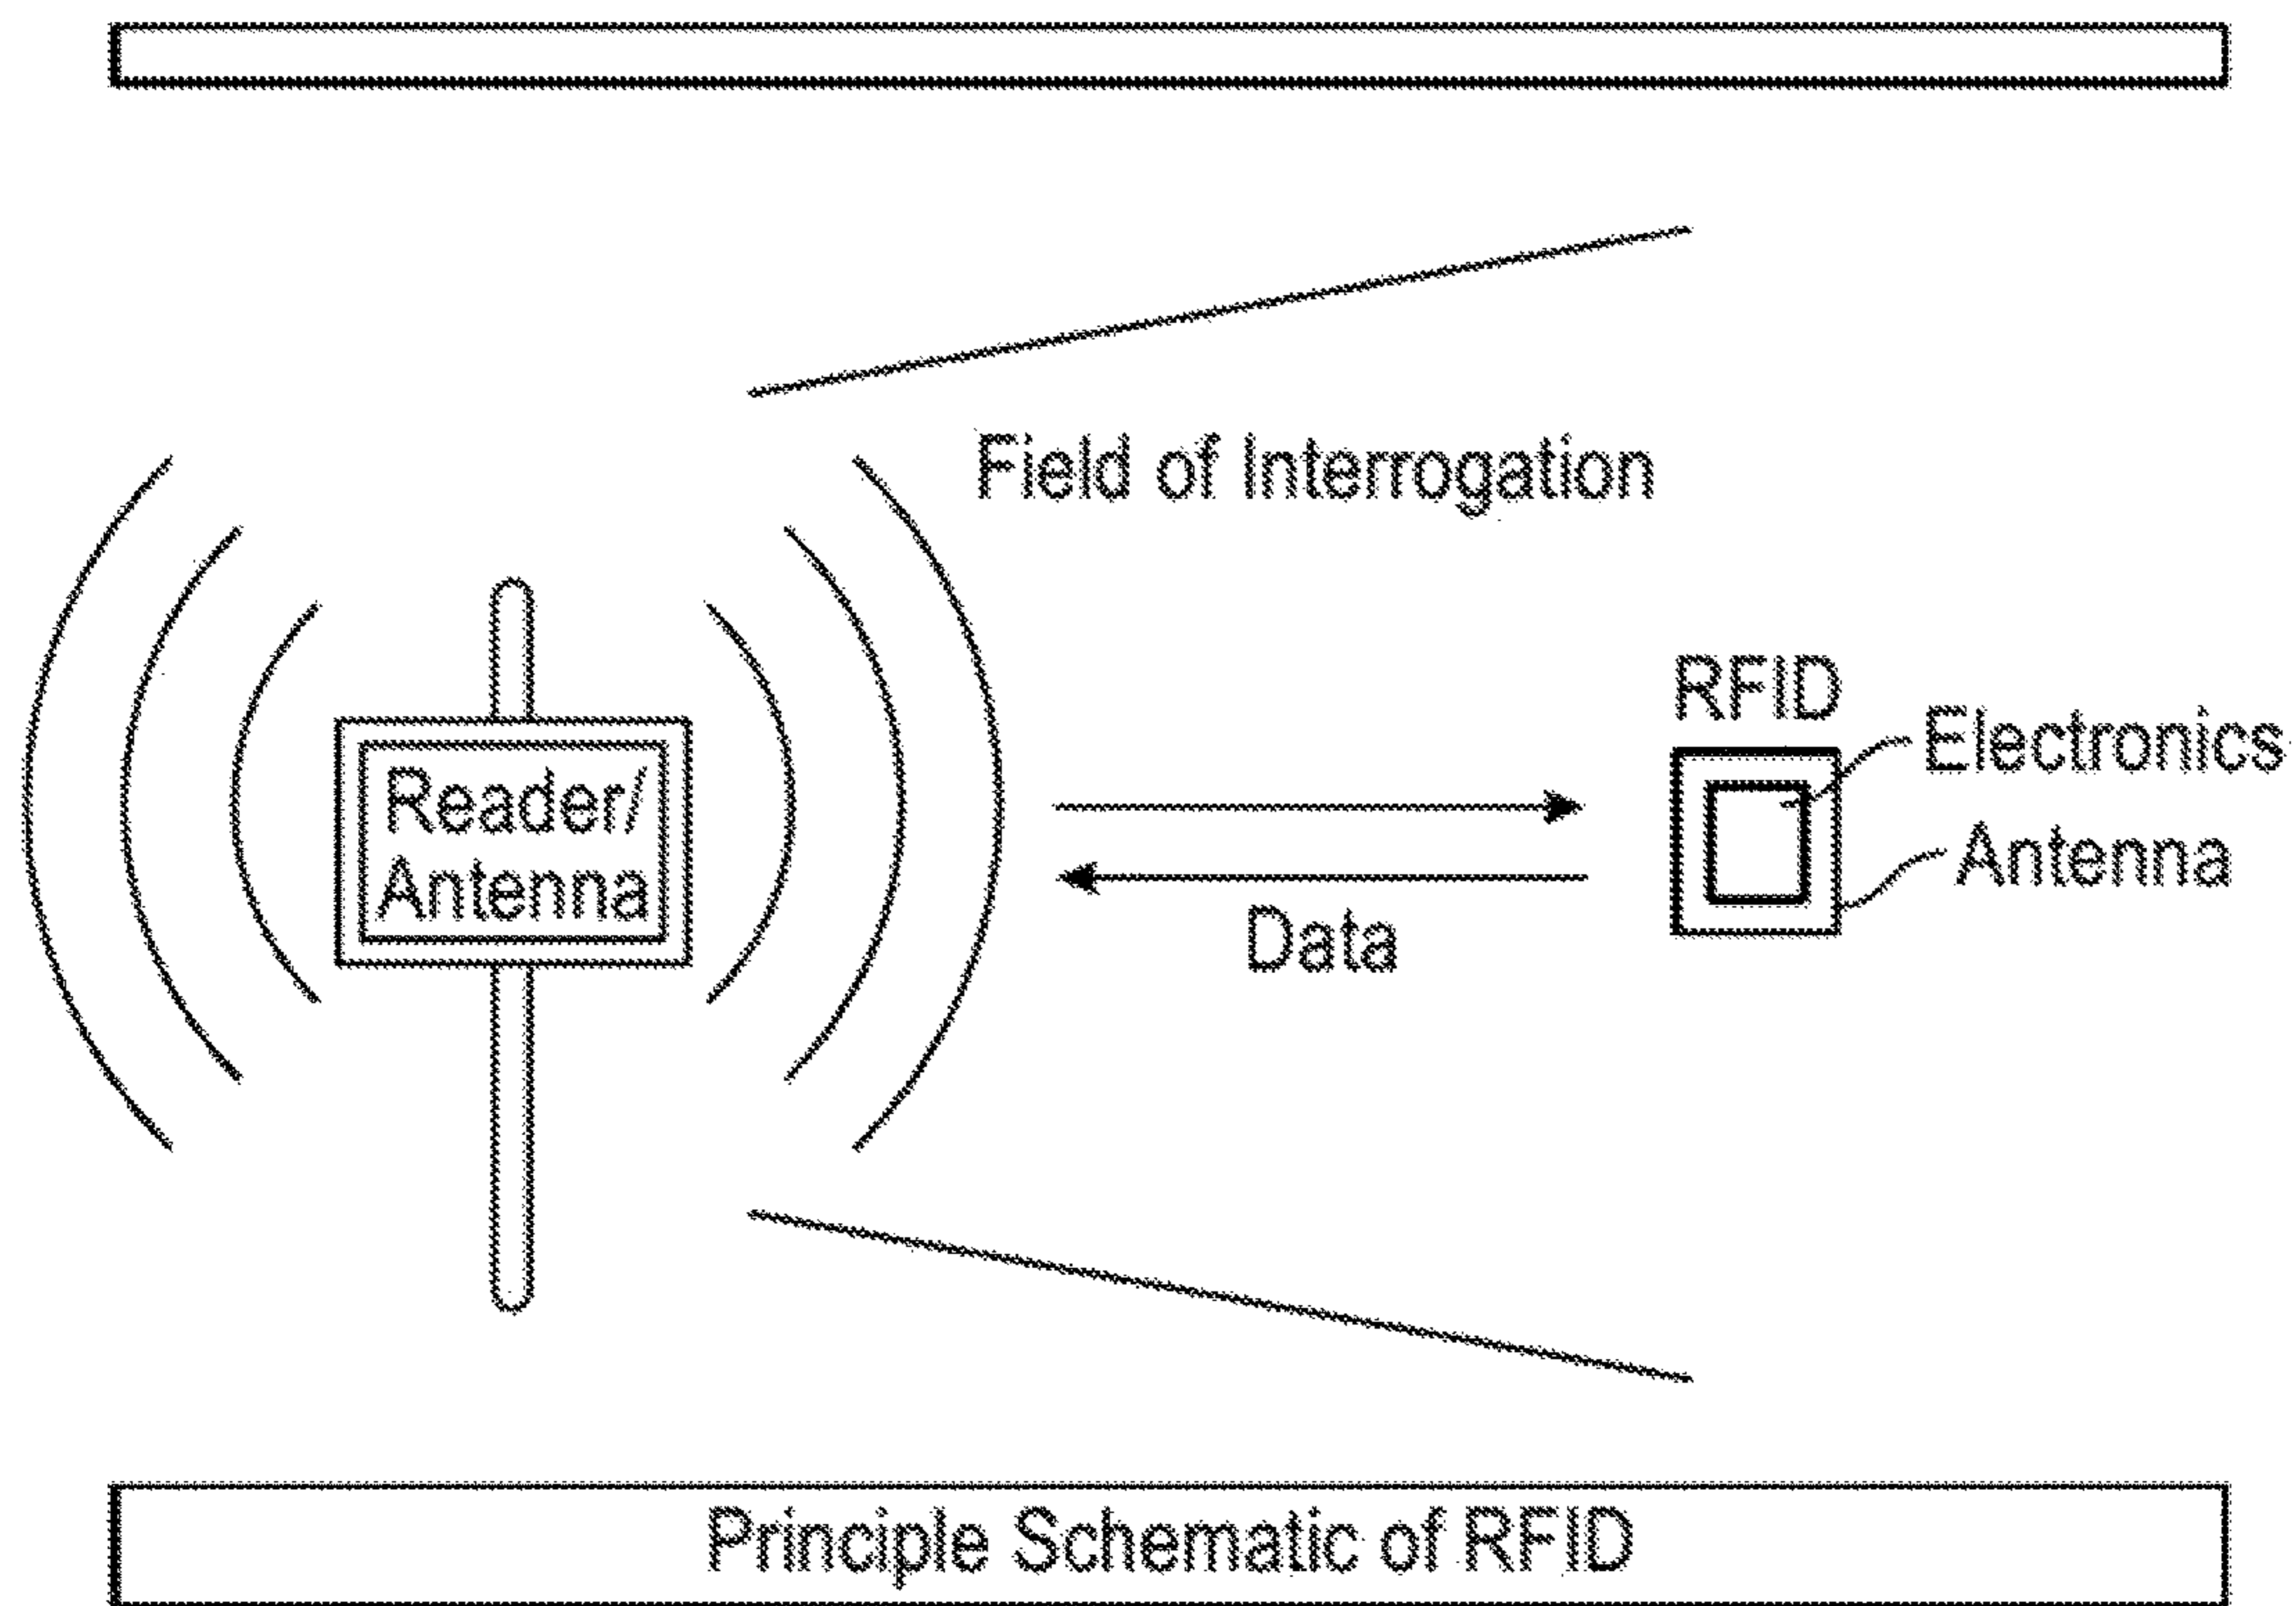 Field of Interrogation
RFID
Electronics
Reader/
Antenna
Antenna
Data
Principle Schematic of RFID